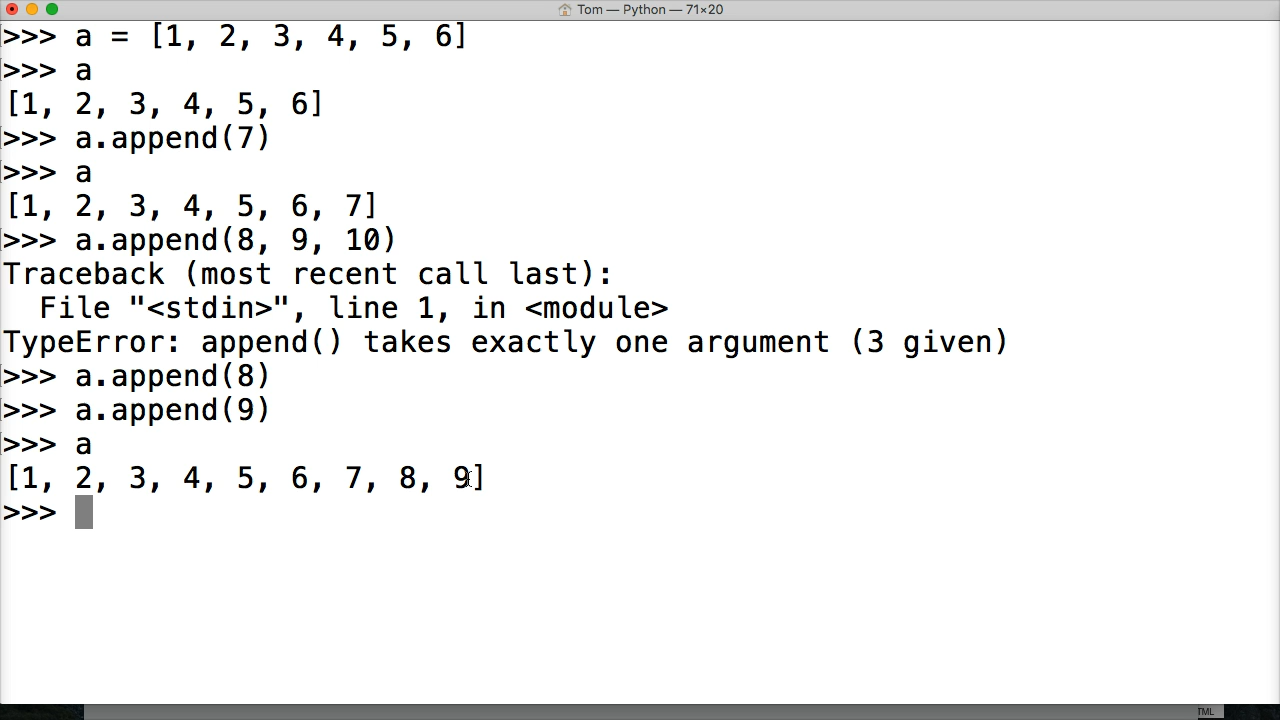 Tom — Python — 71×20
>>> a = [1, 2, 3, 4, 5, 6]
>>> a
[1, 2, 3, 4, 5, 6]
>>> a.append(7)
>>> a
[1, 2, 3, 4, 5, 6, 7]
>>> a.append(8, 9, 10)
Traceback (most recent call last):
  File "<stdin>", line 1, in <module>
TypeError: append() takes exactly one argument (3 given)
>>> a.append(8)
>>> a.append(9)
>>> a
[1, 2, 3, 4, 5, 6, 7, 8, 9]
>>>
TML